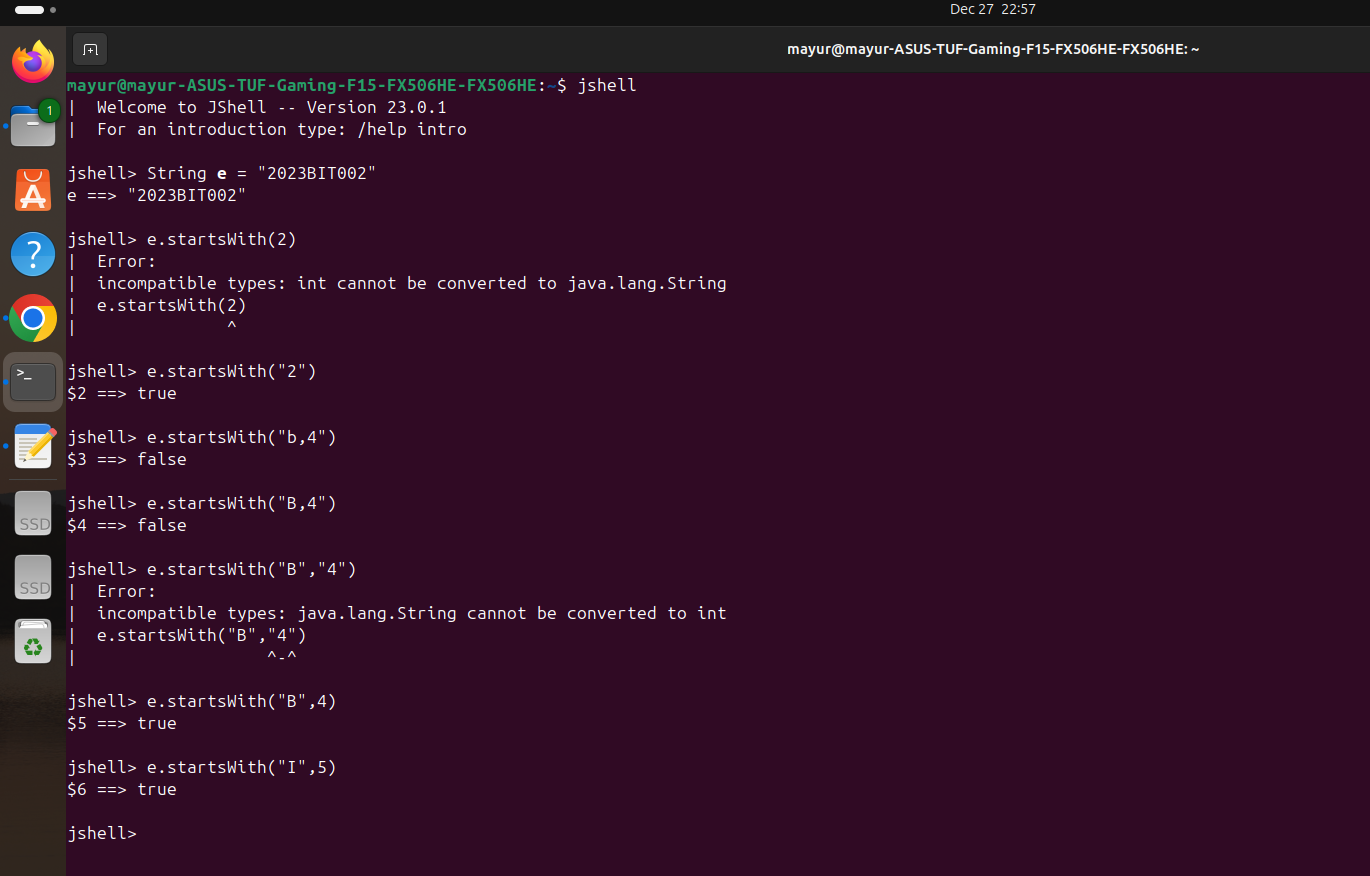 Dec 27 22:57
mayur@mayur-ASUS-TUF-Gaming-F15-FX506HE-FX506HE: ~
mayur@mayur-ASUS-TUF-Gaming-F15-FX506HE-FX506HE:~$ jshell
|  Welcome to JShell -- Version 23.0.1
|  For an introduction type: /help intro
jshell> String e = "2023BIT002"
e ==> "2023BIT002"
jshell> e.startsWith(2)
|  Error:
|  incompatible types: int cannot be converted to java.lang.String
|  e.startsWith(2)
|               ^
jshell> e.startsWith("2")
$2 ==> true
jshell> e.startsWith("b,4")
$3 ==> false
jshell> e.startsWith("B,4")
$4 ==> false
jshell> e.startsWith("B","4")
|  Error:
|  incompatible types: java.lang.String cannot be converted to int
|  e.startsWith("B","4")
|                   ^-^
jshell> e.startsWith("B",4)
$5 ==> true
jshell> e.startsWith("I",5)
$6 ==> true
jshell>
1
?
>_
SSD
SSD